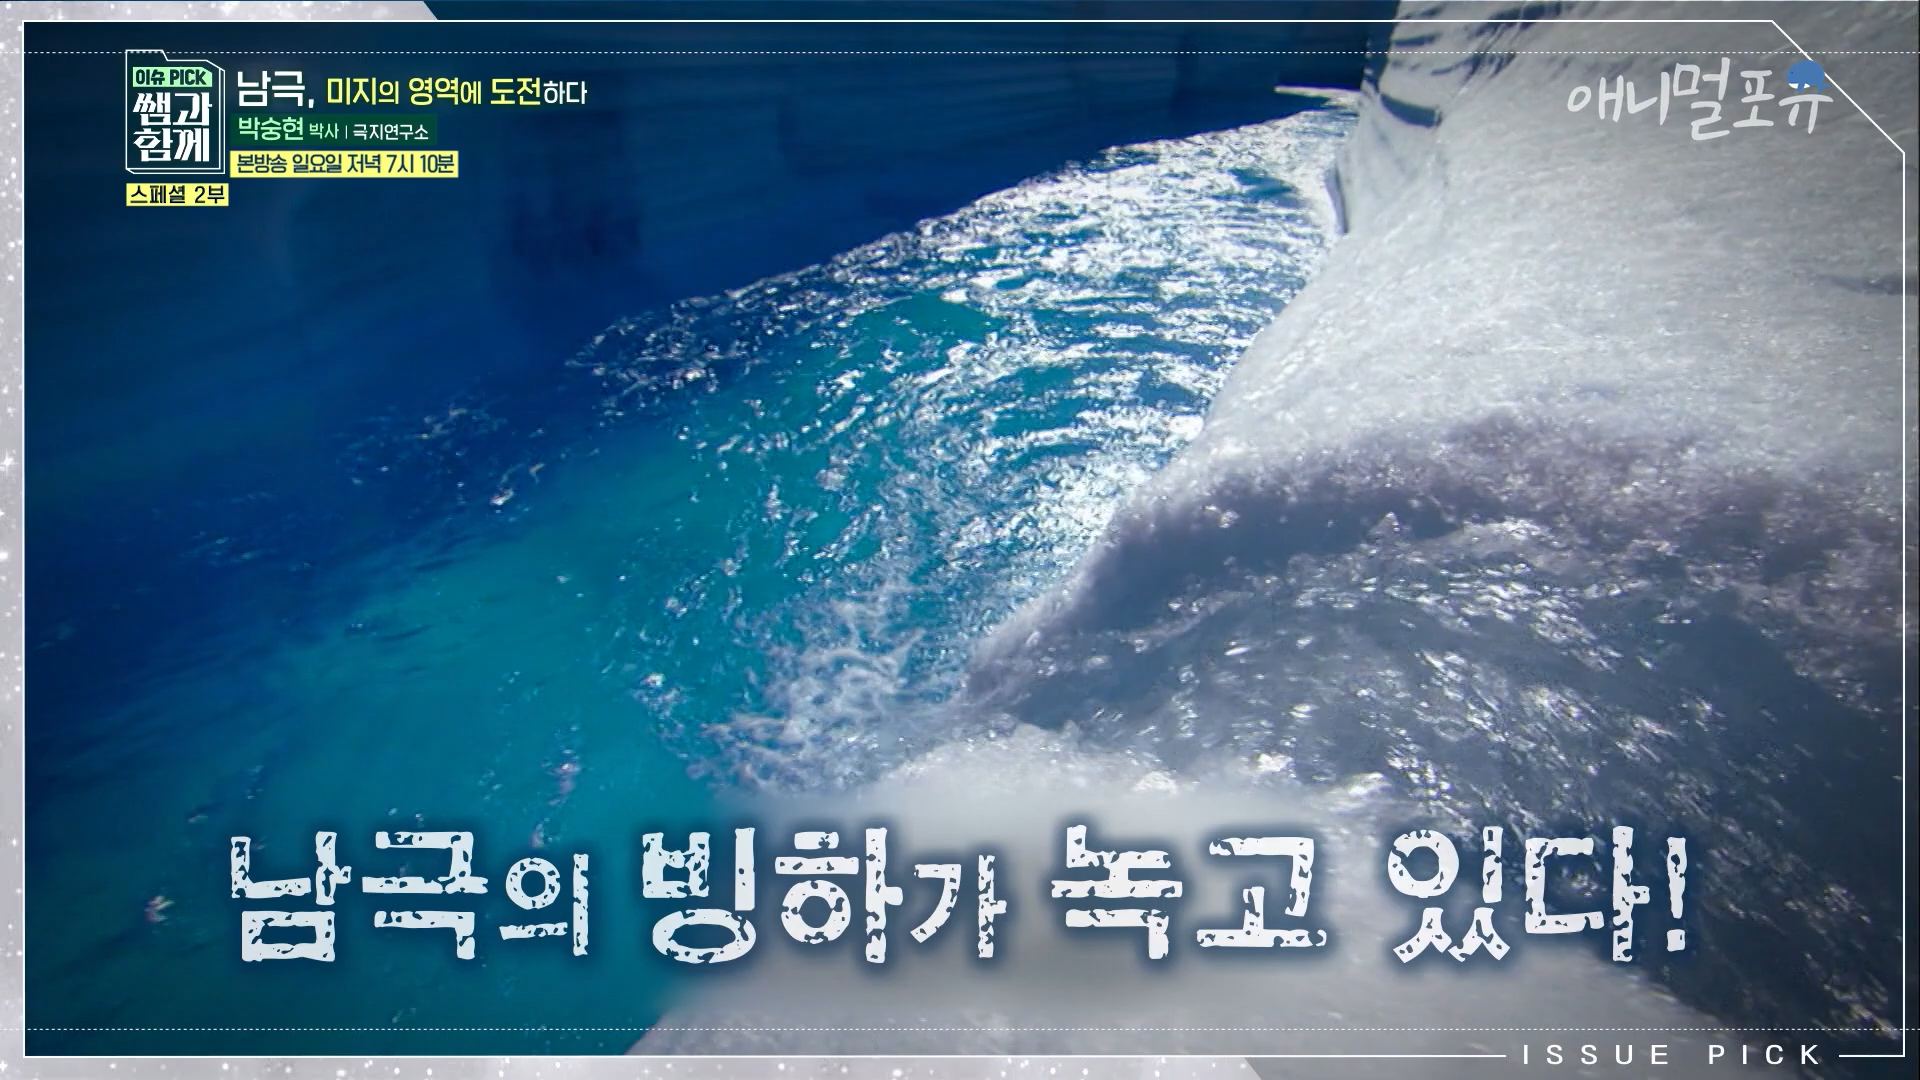 이슈 PICK
쌤과
함께
남극, 미지의 영역에 도전하다
박숭현 박사 | 극지연구소
본방송 일요일 저녁 7시 10분
스페셜 2부
애니멀포유
남극의 빙하가 녹고 있다!
ISSUE PICK